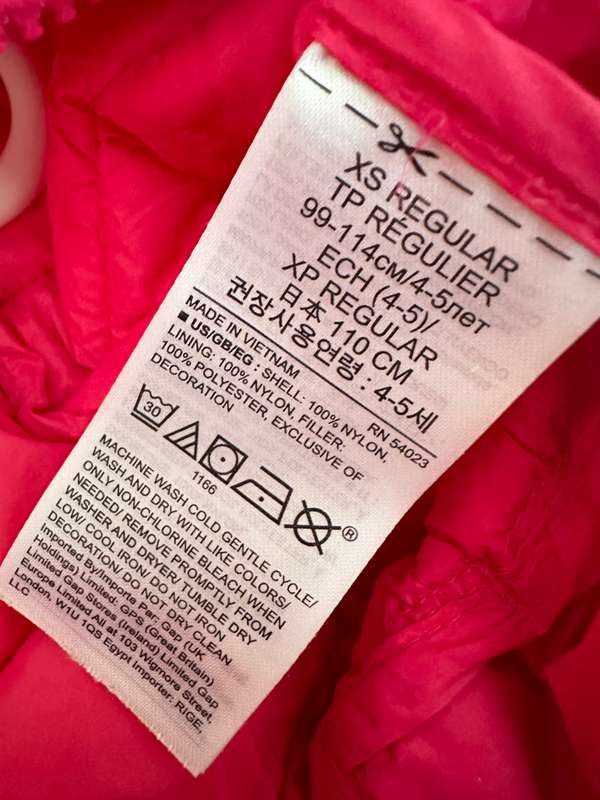 XS REGULAR
TP RÉGULIER
99-114см/4-5лет
ECH (4-5)/
XP REGULAR
日本 110 CM
권장사용연령 : 4-5세
MADE IN VIETNAM RN 54023
■ US/GB/EG : SHELL: 100% NYLON,
LINING: 100% NYLON, FILLER:
100% POLYESTER, EXCLUSIVE OF
DECORATION
30
®
1166
MACHINE WASH COLD GENTLE CYCLE/
WASH AND DRY WITH LIKE COLORS/
ONLY NON-CHLORINE BLEACH WHEN
NEEDED/ REMOVE PROMPTLY FROM
WASHER AND DRYER/ TUMBLE DRY
LOW/ COOL IRON/ DO NOT IRON
DECORATION/ DO NOT DRY CLEAN
Imported By/Importe Par: Gap (UK
Holdings) Limited: GPS (Great Britain)
Limited Gap Stores (Ireland) Limited Gap
Europe Limited All at 103 Wigmore Street,
London, W1U 1QS Egypt Importer: RIGE,
LLC